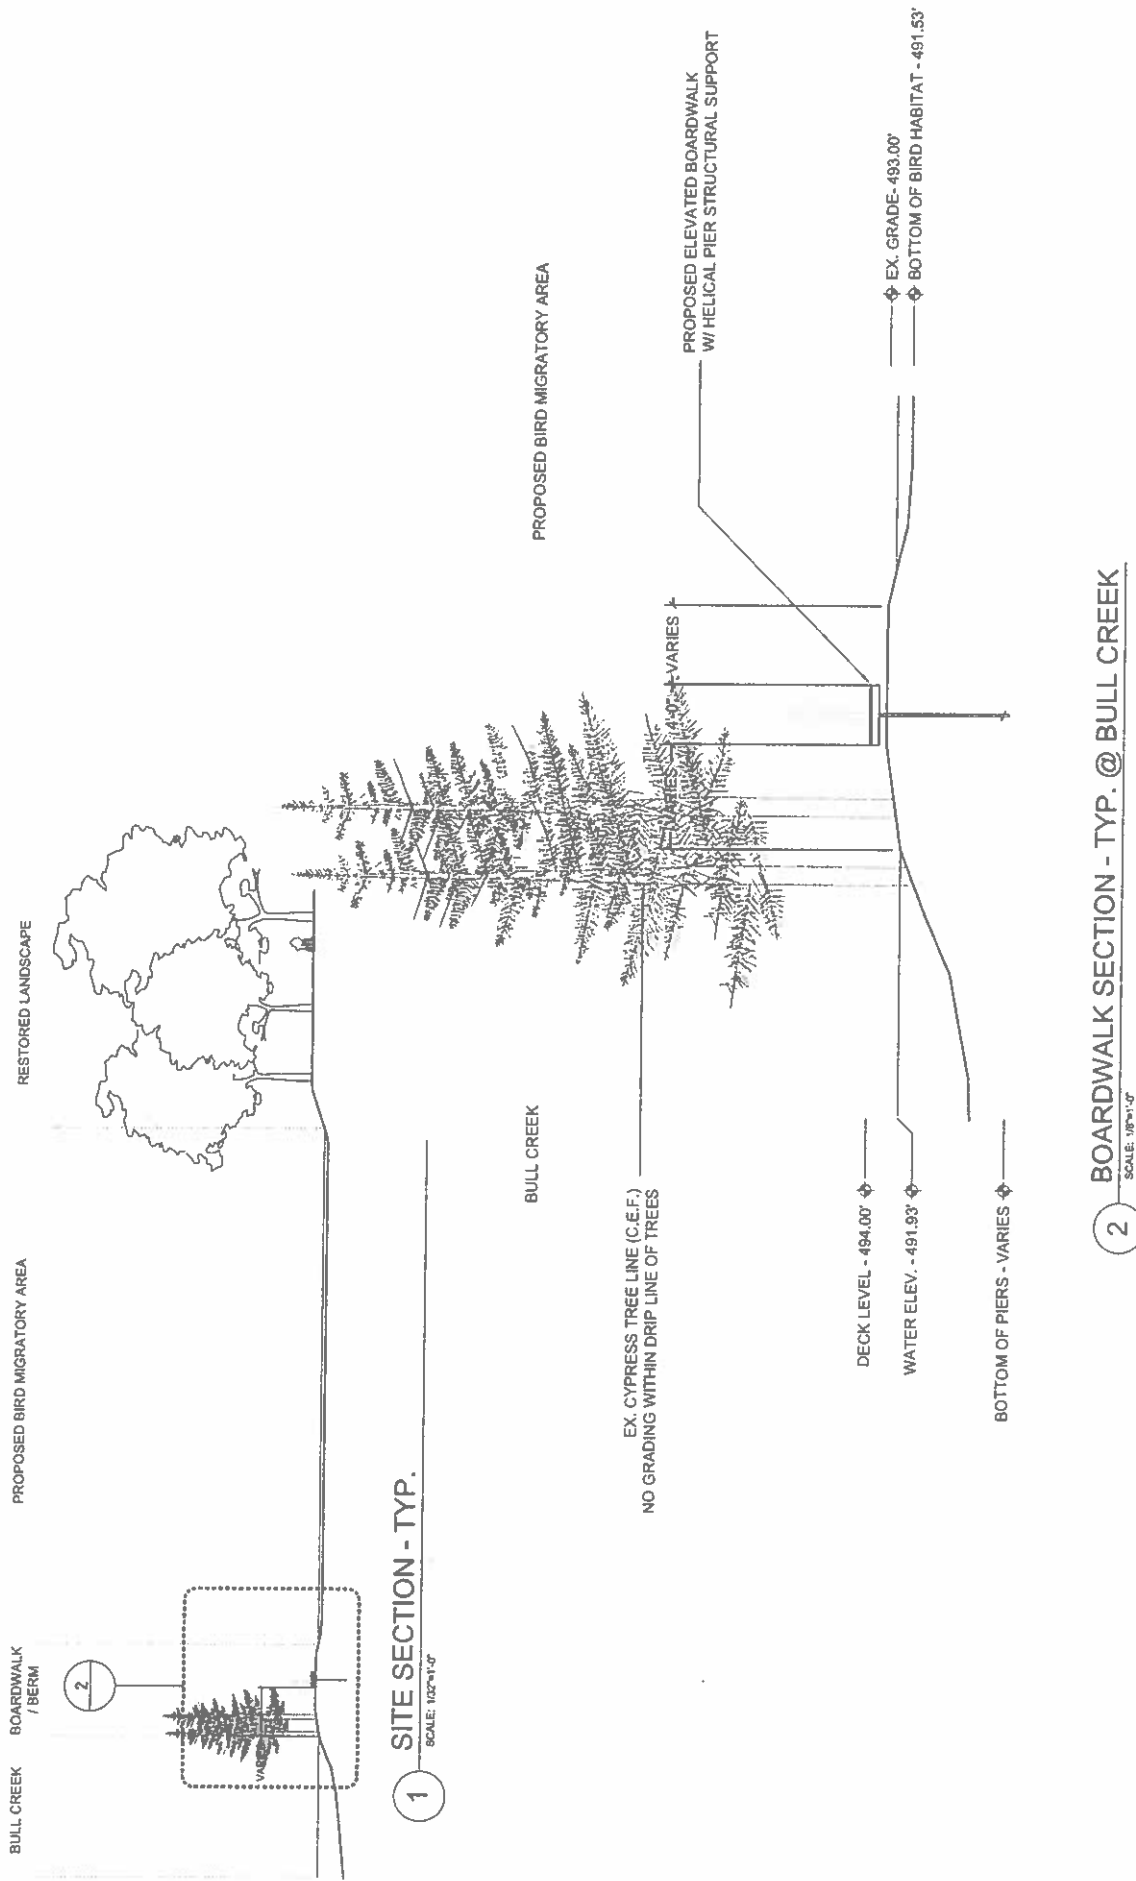 BULL CREEK
BOARDWALK
/ BERM
PROPOSED BIRD MIGRATORY AREA
RESTORED LANDSCAPE
2
VARIES
1
SITE SECTION - TYP.
SCALE: 1/32"=1'-0"
BULL CREEK
PROPOSED BIRD MIGRATORY AREA
EX. CYPRESS TREE LINE (C.E.F.)
NO GRADING WITHIN DRIP LINE OF TREES
VARIES
VARIES
PROPOSED ELEVATED BOARDWALK
W/ HELICAL PIER STRUCTURAL SUPPORT
DECK LEVEL - 494.00'
WATER ELEV. - 491.93'
BOTTOM OF PIERS - VARIES
EX. GRADE- 493.00'
BOTTOM OF BIRD HABITAT - 491.53'
2
BOARDWALK SECTION - TYP. @ BULL CREEK
SCALE: 1/8"=1'-0"